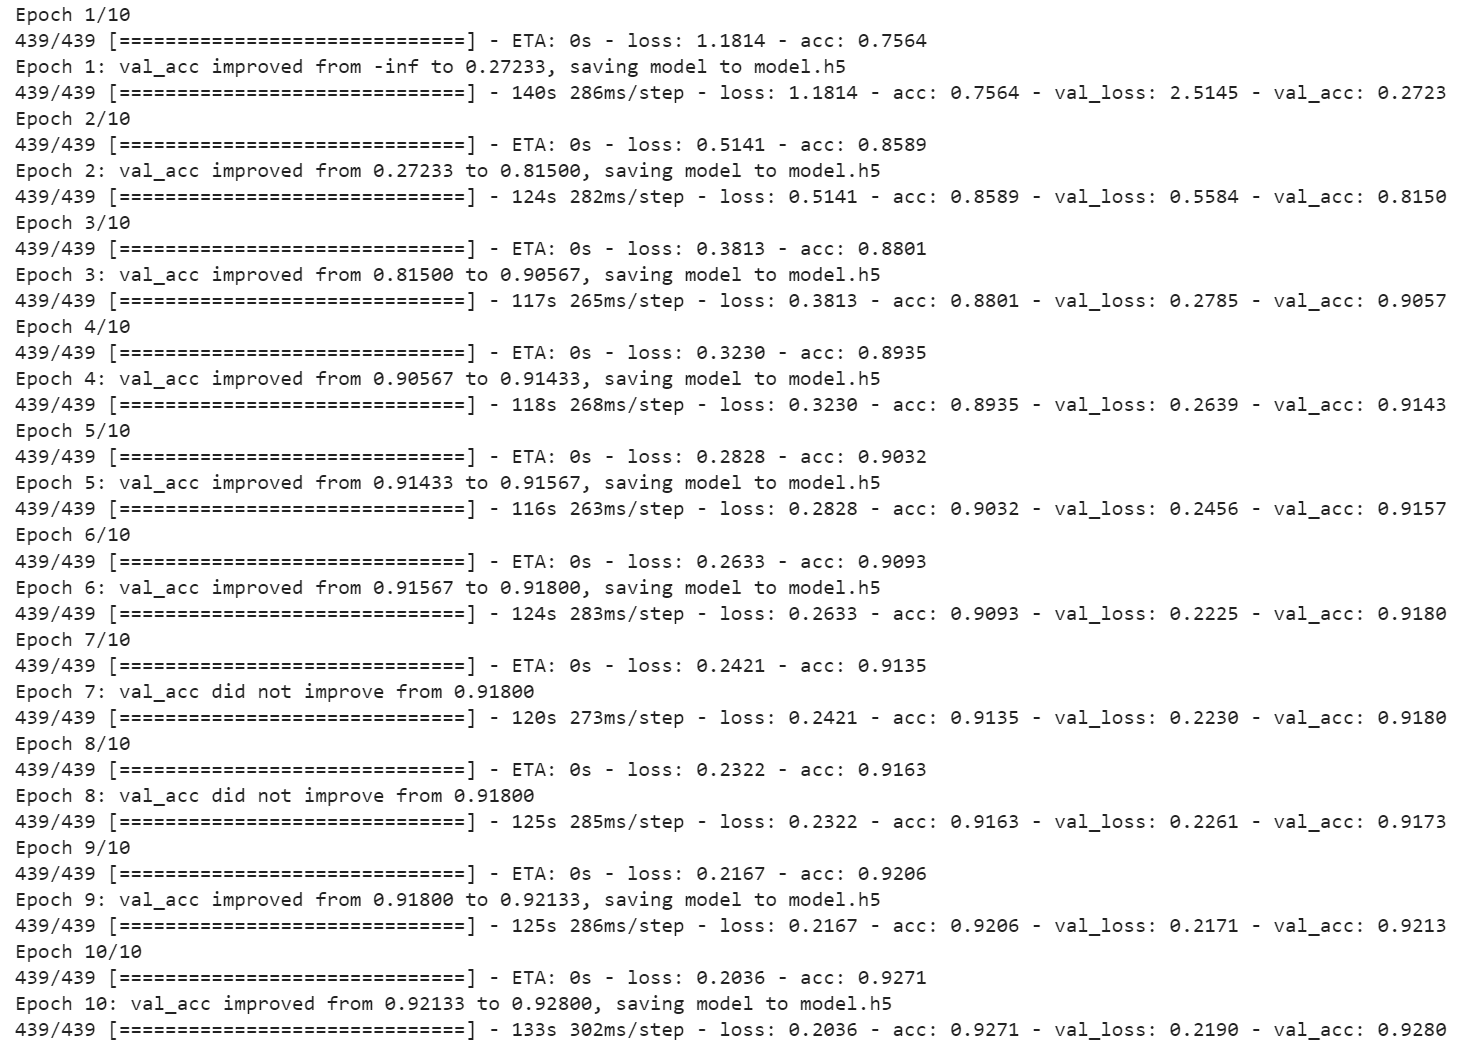 Epoch 1/10
439/439 [==============================] - ETA: 0s - loss: 1.1814 - acc: 0.7564
Epoch 1: val_acc improved from -inf to 0.27233, saving model to model.h5
439/439 [==============================] - 140s 286ms/step - loss: 1.1814 - acc: 0.7564 - val_loss: 2.5145 - val_acc: 0.2723
Epoch 2/10
439/439 [==============================] - ETA: 0s - loss: 0.5141 - acc: 0.8589
Epoch 2: val_acc improved from 0.27233 to 0.81500, saving model to model.h5
439/439 [==============================] - 124s 282ms/step - loss: 0.5141 - acc: 0.8589 - val_loss: 0.5584 - val_acc: 0.8150
Epoch 3/10
439/439 [==============================] - ETA: 0s - loss: 0.3813 - acc: 0.8801
Epoch 3: val_acc improved from 0.81500 to 0.90567, saving model to model.h5
439/439 [==============================] - 117s 265ms/step - loss: 0.3813 - acc: 0.8801 - val_loss: 0.2785 - val_acc: 0.9057
Epoch 4/10
439/439 [==============================] - ETA: 0s - loss: 0.3230 - acc: 0.8935
Epoch 4: val_acc improved from 0.90567 to 0.91433, saving model to model.h5
439/439 [==============================] - 118s 268ms/step - loss: 0.3230 - acc: 0.8935 - val_loss: 0.2639 - val_acc: 0.9143
Epoch 5/10
439/439 [==============================] - ETA: 0s - loss: 0.2828 - acc: 0.9032
Epoch 5: val_acc improved from 0.91433 to 0.91567, saving model to model.h5
439/439 [==============================] - 116s 263ms/step - loss: 0.2828 - acc: 0.9032 - val_loss: 0.2456 - val_acc: 0.9157
Epoch 6/10
439/439 [==============================] - ETA: 0s - loss: 0.2633 - acc: 0.9093
Epoch 6: val_acc improved from 0.91567 to 0.91800, saving model to model.h5
439/439 [==============================] - 124s 283ms/step - loss: 0.2633 - acc: 0.9093 - val_loss: 0.2225 - val_acc: 0.9180
Epoch 7/10
439/439 [==============================] - ETA: 0s - loss: 0.2421 - acc: 0.9135
Epoch 7: val_acc did not improve from 0.91800
439/439 [==============================] - 120s 273ms/step - loss: 0.2421 - acc: 0.9135 - val_loss: 0.2230 - val_acc: 0.9180
Epoch 8/10
439/439 [==============================] - ETA: 0s - loss: 0.2322 - acc: 0.9163
Epoch 8: val_acc did not improve from 0.91800
439/439 [==============================] - 125s 285ms/step - loss: 0.2322 - acc: 0.9163 - val_loss: 0.2261 - val_acc: 0.9173
Epoch 9/10
439/439 [==============================] - ETA: 0s - loss: 0.2167 - acc: 0.9206
Epoch 9: val_acc improved from 0.91800 to 0.92133, saving model to model.h5
439/439 [==============================] - 125s 286ms/step - loss: 0.2167 - acc: 0.9206 - val_loss: 0.2171 - val_acc: 0.9213
Epoch 10/10
439/439 [==============================] - ETA: 0s - loss: 0.2036 - acc: 0.9271
Epoch 10: val_acc improved from 0.92133 to 0.92800, saving model to model.h5
439/439 [==============================] - 133s 302ms/step - loss: 0.2036 - acc: 0.9271 - val_loss: 0.2190 - val_acc: 0.9280